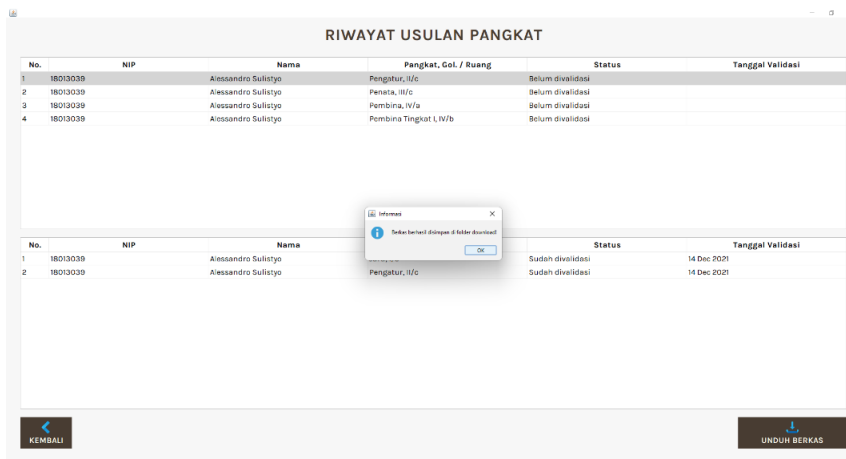 RIWAYAT USULAN PANGKAT
No. NIP Nama Pangkat, Gol. / Ruang Status Tanggal Validasi
1 18013039 Alessandro Sulistyo Pengatur, II/c Belum divalidasi
2 18013039 Alessandro Sulistyo Penata, III/c Belum divalidasi
3 18013039 Alessandro Sulistyo Pembina, IV/a Belum divalidasi
4 18013039 Alessandro Sulistyo Pembina Tingkat I, IV/b Belum divalidasi
Informasi
Berkas berhasil disimpan di folder download!
OK
No. NIP Nama Status Tanggal Validasi
1 18013039 Alessandro Sulistyo Sudah divalidasi 14 Dec 2021
2 18013039 Alessandro Sulistyo Pengatur, II/c Sudah divalidasi 14 Dec 2021
KEMBALI
UNDUH BERKAS